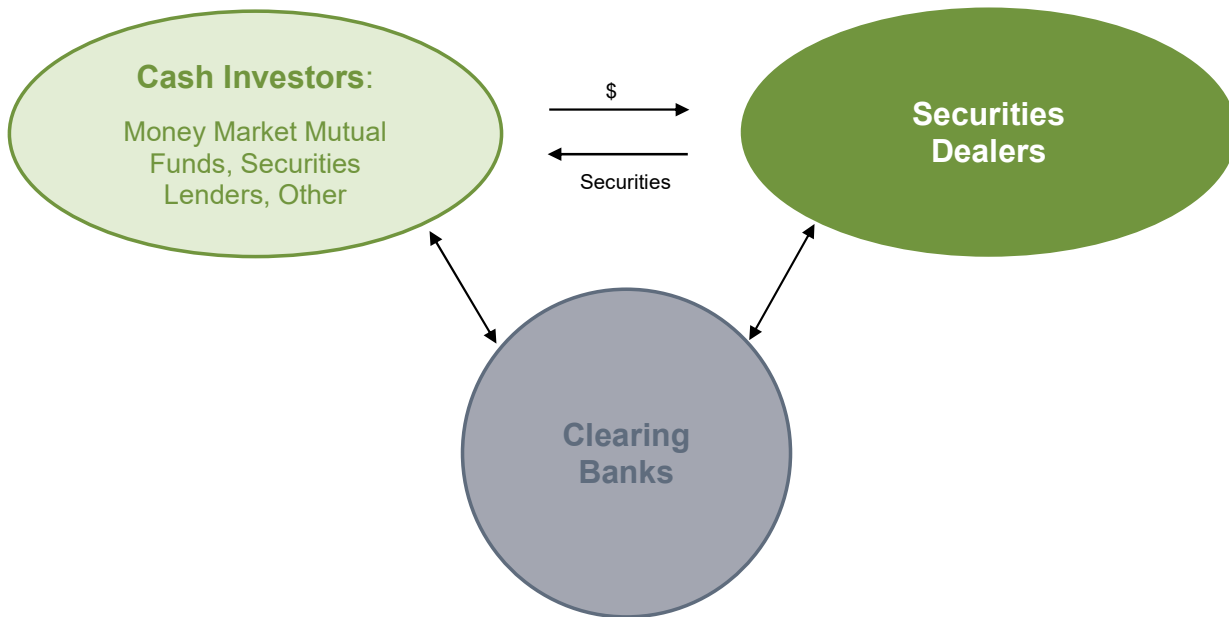 Cash Investors:
Money Market Mutual
Funds, Securities
Lenders, Other
$
Securities
Securities
Dealers
Clearing
Banks